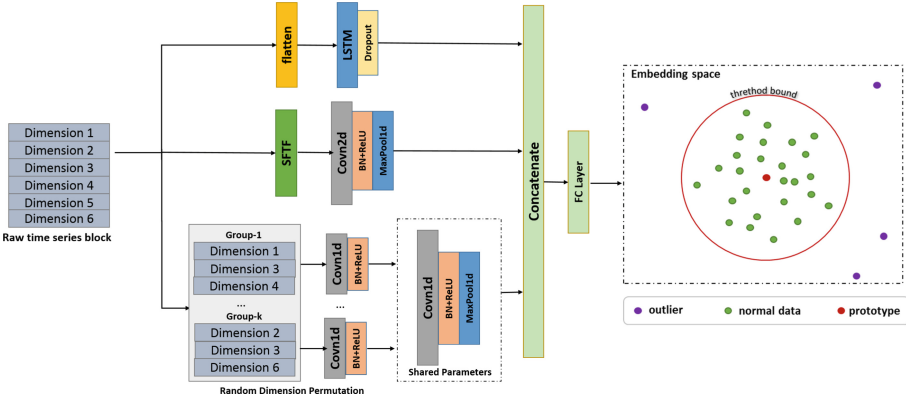 Dimension 1
Dimension 2
Dimension 3
Dimension 4
Dimension 5
Dimension 6
Raw time series block
flatten
LSTM
Dropout
SFTF
Covn2d
BN+ReLU
MaxPool1d
Group-1
Dimension 1
Dimension 3
Dimension 4
...
Group-k
Dimension 2
Dimension 3
Dimension 6
Random Dimension Permutation
Covn1d
BN+ReLU
...
Covn1d
BN+ReLU
Covn1d
BN+ReLU
MaxPool1d
Shared Parameters
Concatenate
FC Layer
Embedding space
threthod bound
outlier
normal data
prototype